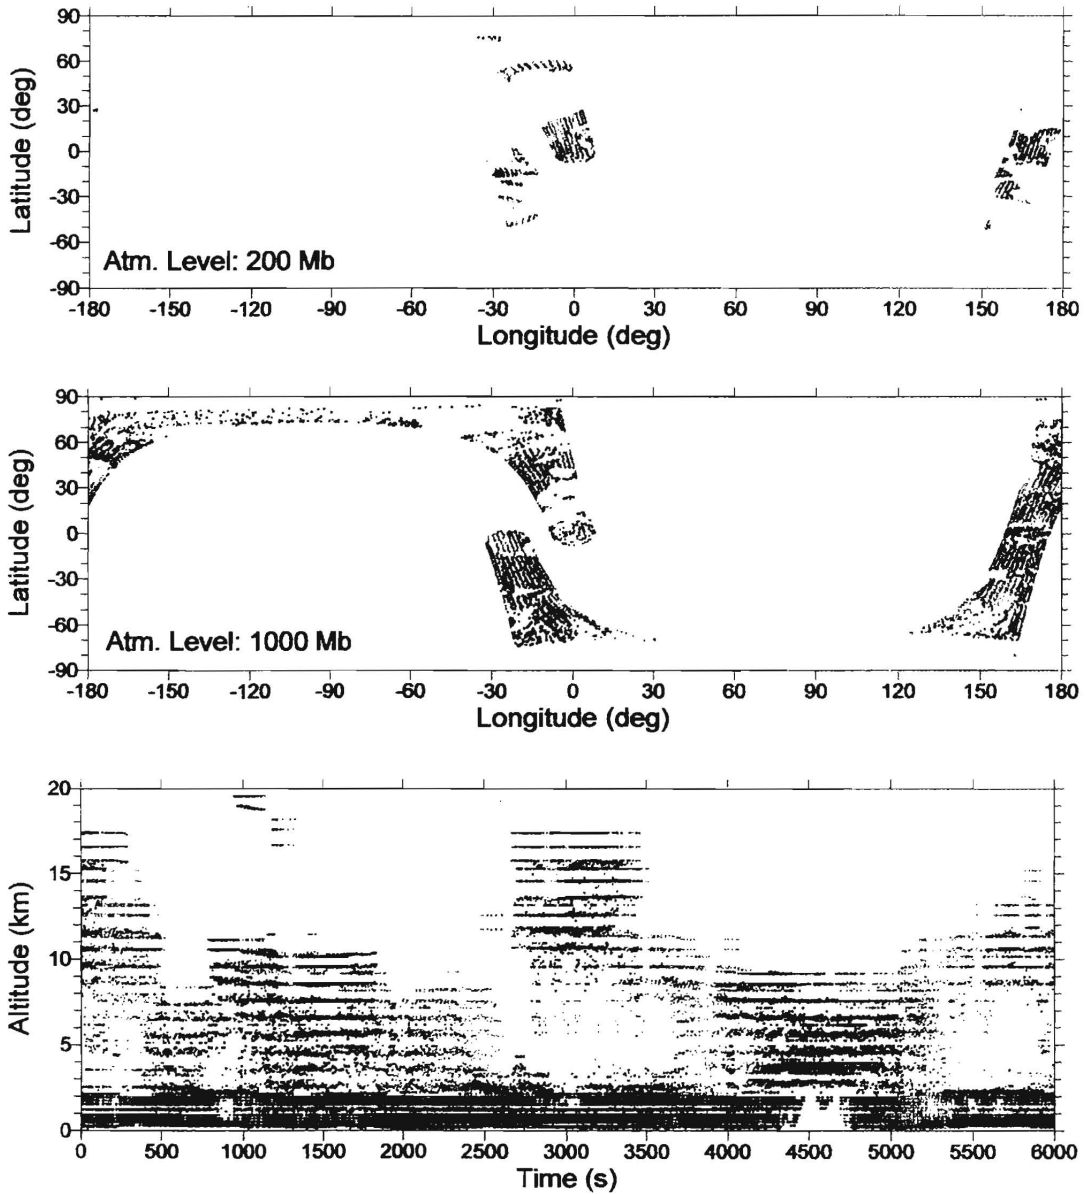 90
60
30
0
-30
-60
-90
Latitude (deg)
Atm. Level: 200 Mb
-180 -150 -120 -90 -60 -30 0 30 60 90 120 150 180
Longitude (deg)
90
60
30
0
-30
-60
-90
Latitude (deg)
Atm. Level: 1000 Mb
-180 -150 -120 -90 -60 -30 0 30 60 90 120 150 180
Longitude (deg)
20
15
10
5
0
Altitude (km)
0 500 1000 1500 2000 2500 3000 3500 4000 4500 5000 5500 6000
Time (s)